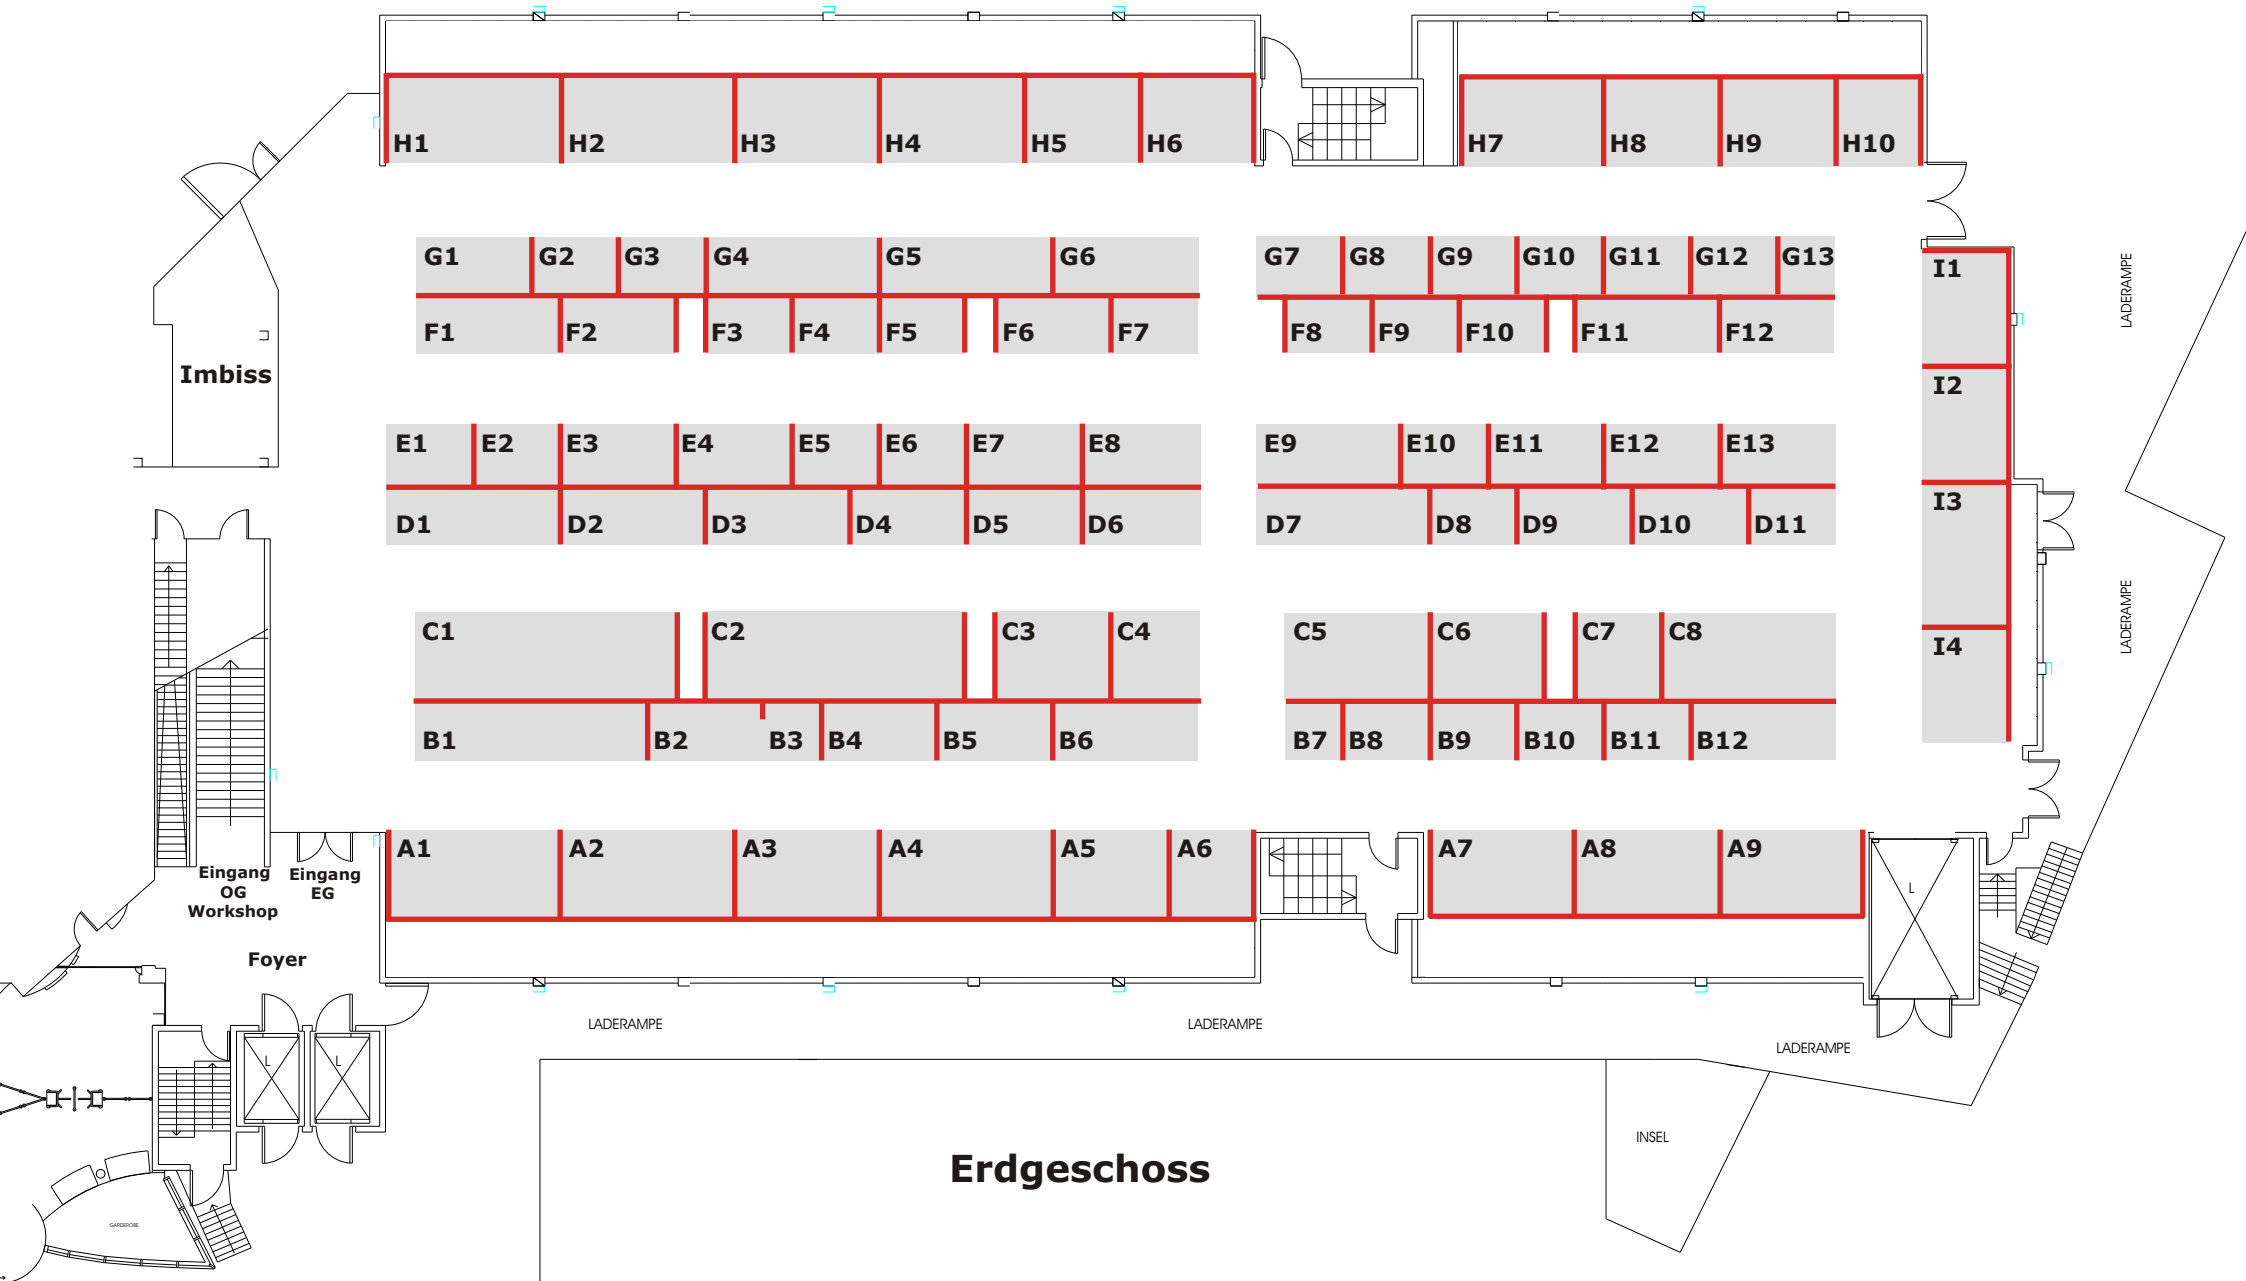 H1 H2 H3 H4 H5 H6 H7 H8 H9 H10
G1 G2 G3 G4 G5 G6 G7 G8 G9 G10 G11 G12 G13
I1
LADERAMPE
F1 F2 F3 F4 F5 F6 F7 F8 F9 F10 F11 F12
Imbiss
I2
E1 E2 E3 E4 E5 E6 E7 E8 E9 E10 E11 E12 E13
I3
D1 D2 D3 D4 D5 D6 D7 D8 D9 D10 D11
LADERAMPE
C1 C2 C3 C4 C5 C6 C7 C8
I4
B1 B2 B3 B4 B5 B6 B7 B8 B9 B10 B11 B12
A1 A2 A3 A4 A5 A6 A7 A8 A9
Eingang
OG
Workshop
Eingang
EG
L
Foyer
LADERAMPE LADERAMPE
LADERAMPE
L L
INSEL
Erdgeschoss
GARDEROBE